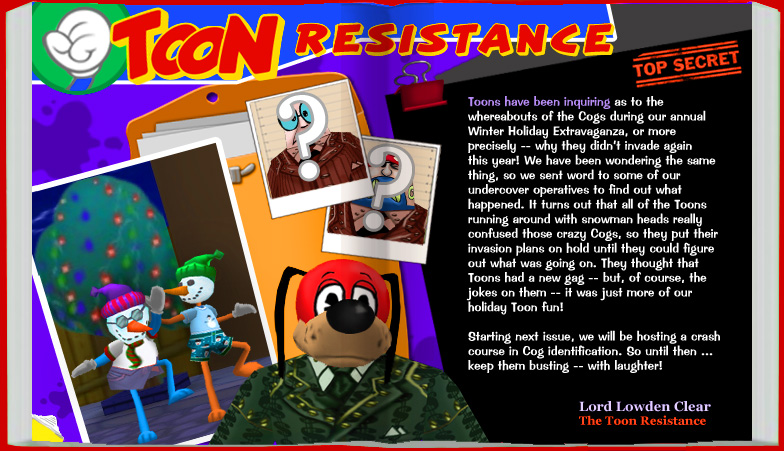 TOON RESISTANCE
TOP SECRET
Toons have been inquiring as to the
whereabouts of the Cogs during our annual
Winter Holiday Extravaganza, or more
precisely -- why they didn't invade again
this year! We have been wondering the same
thing, so we sent word to some of our
undercover operatives to find out what
happened. It turns out that all of the Toons
running around with snowman heads really
confused those crazy Cogs, so they put their
invasion plans on hold until they could figure
out what was going on. They thought that
Toons had a new gag -- but, of course, the
jokes on them -- it was just more of our
holiday Toon fun!
Starting next issue, we will be hosting a crash
course in Cog identification. So until then ...
keep them busting -- with laughter!
Lord Lowden Clear
The Toon Resistance
? 
?